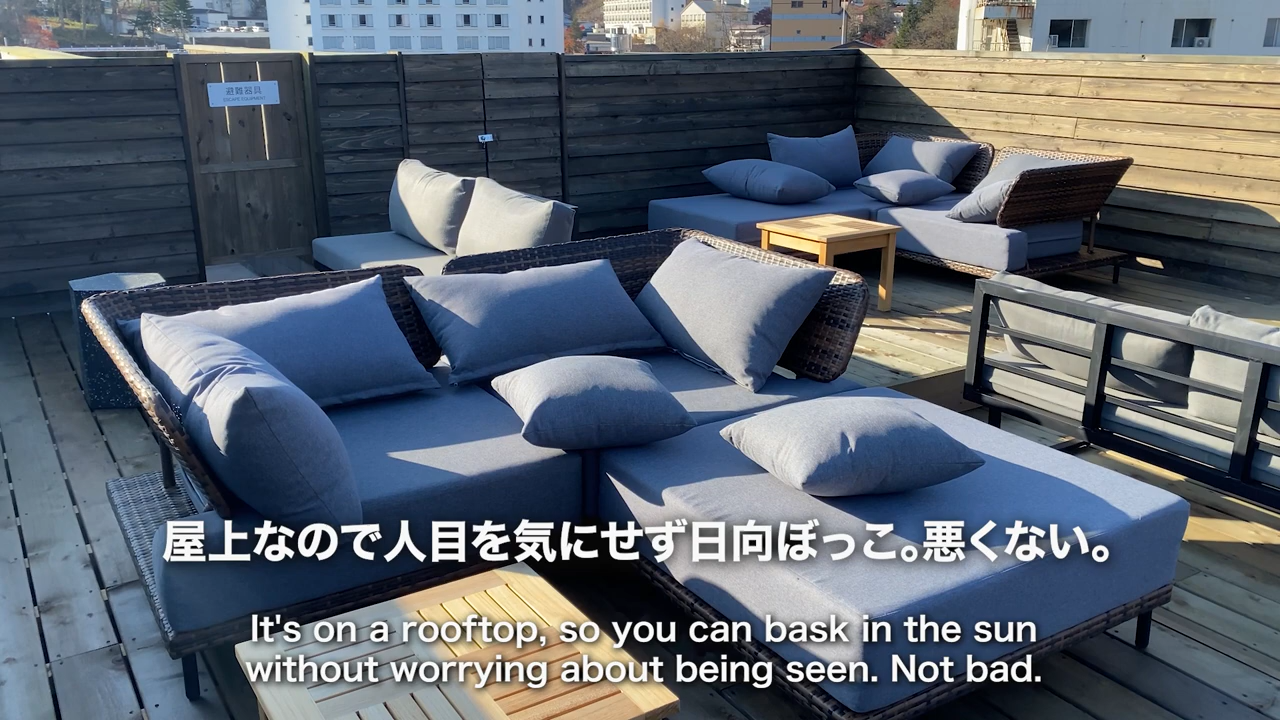 避難器具
ESCAPE EQUIPMENT
屋上なので人目を気にせず日向ぼっこ。悪くない。
It's on a rooftop, so you can bask in the sun
without worrying about being seen. Not bad.